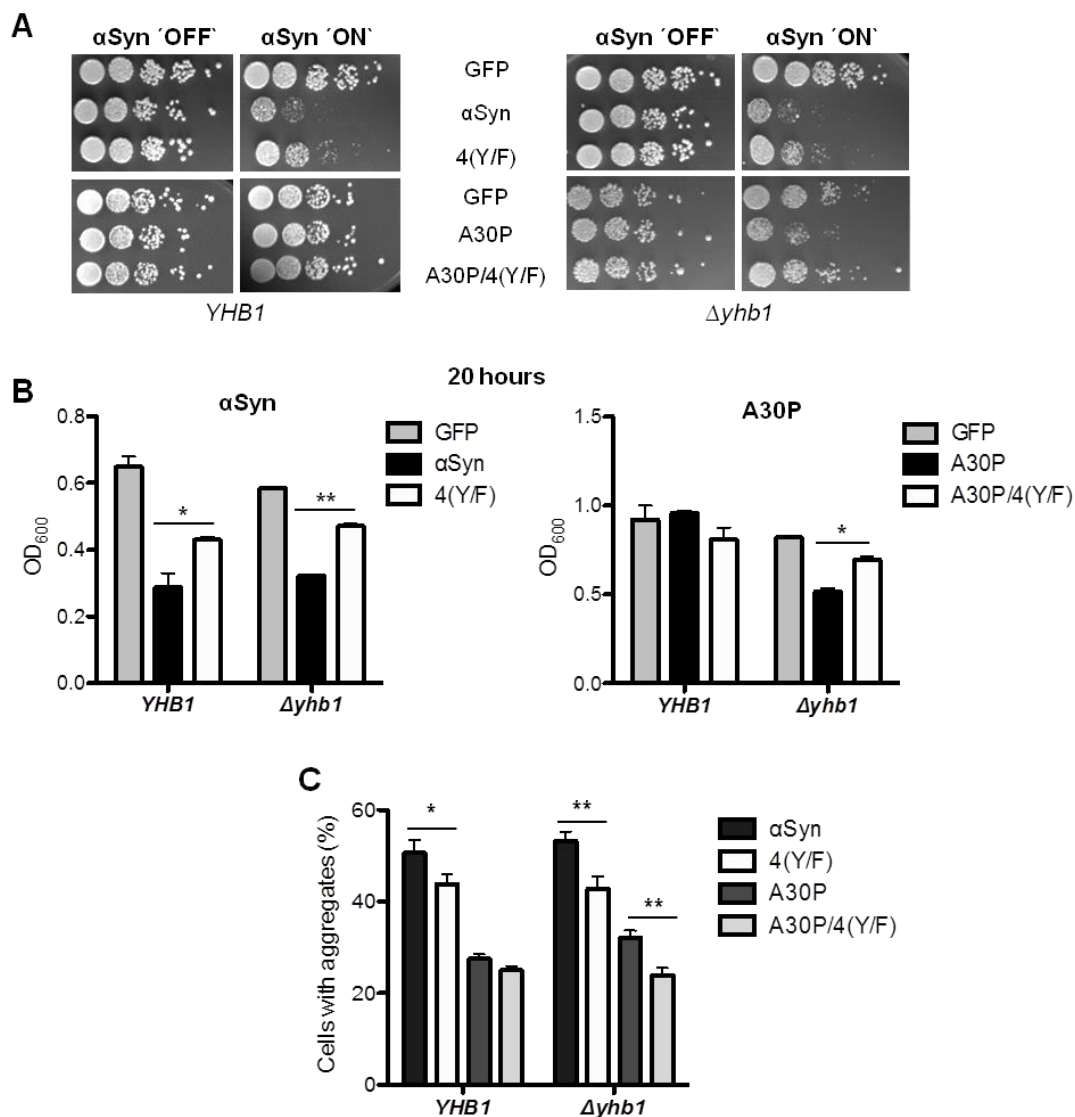 A
αSyn ´OFF` αSyn ´ON` αSyn ´OFF` αSyn ´ON`
GFP
αSyn
4(Y/F)
GFP
A30P
A30P/4(Y/F)
YHB1 Δyhb1
B
20 hours
αSyn
0.8
0.6
0.4
0.2
0.0
OD600
* **
YHB1 Δyhb1
GFP
αSyn
4(Y/F)
A30P
1.5
1.0
0.5
0.0
OD600
*
YHB1 Δyhb1
GFP
A30P
A30P/4(Y/F)
C
60
40
20
0
Cells with aggregates (%)
* ** **
YHB1 Δyhb1
αSyn
4(Y/F)
A30P
A30P/4(Y/F)